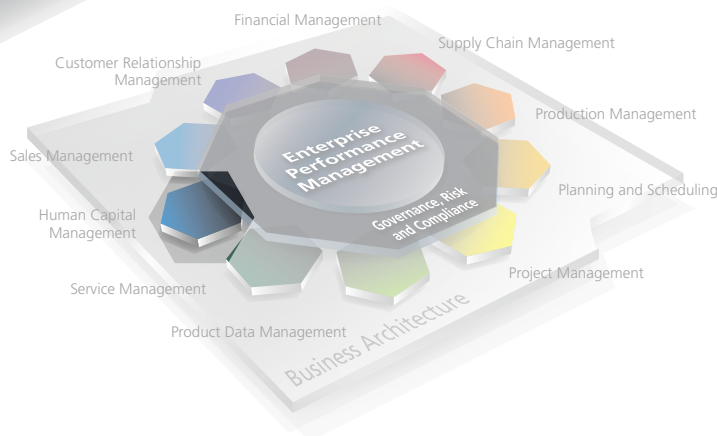 Financial Management
Supply Chain Management
Customer Relationship
Management
Production Management
Sales Management
Enterprise
Performance
Management
Planning and Scheduling
Governance, Risk
and Compliance
Human Capital
Management
Project Management
Service Management
Product Data Management
Business Architecture